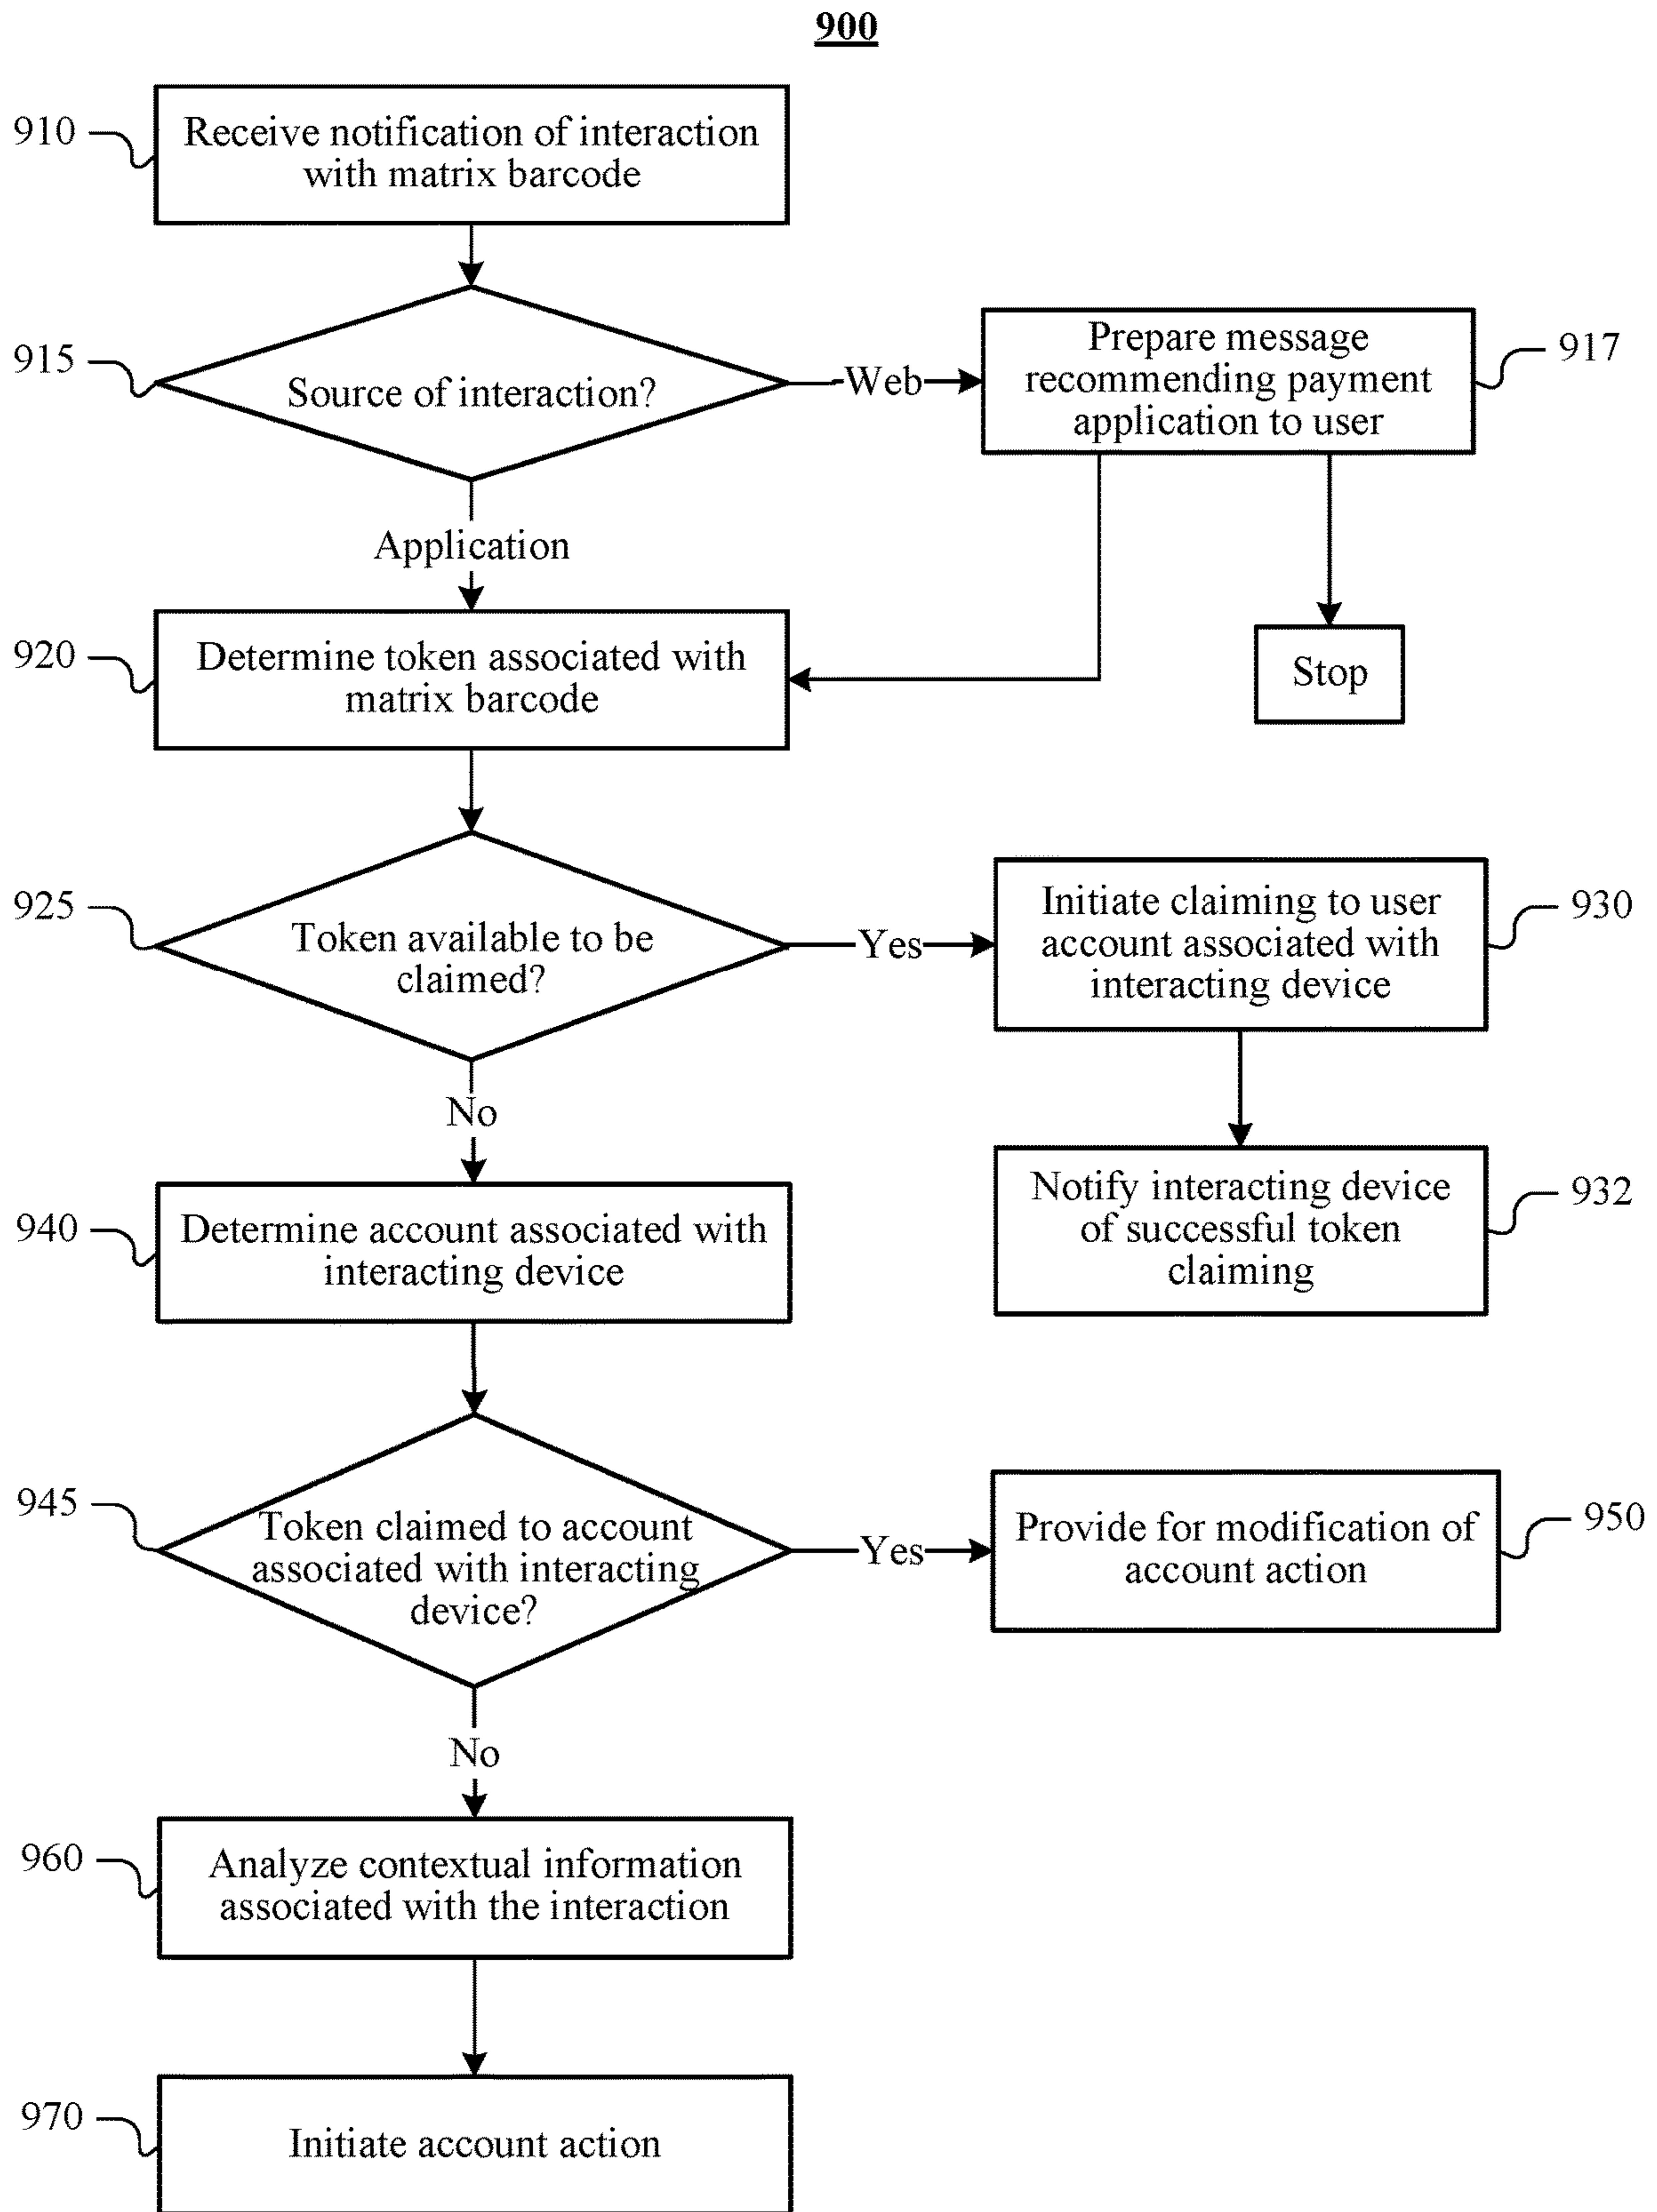 900
910
Receive notification of interaction
with matrix barcode
915
Source of interaction?
Web
Prepare message
recommending payment
application to user
917
Application
920
Determine token associated with
matrix barcode
Stop
925
Token available to be
claimed?
Yes
Initiate claiming to user
account associated with
interacting device
930
No
Notify interacting device
of successful token
claiming
932
940
Determine account associated with
interacting device
945
Token claimed to account
associated with interacting
device?
Yes
Provide for modification of
account action
950
No
960
Analyze contextual information
associated with the interaction
970
Initiate account action